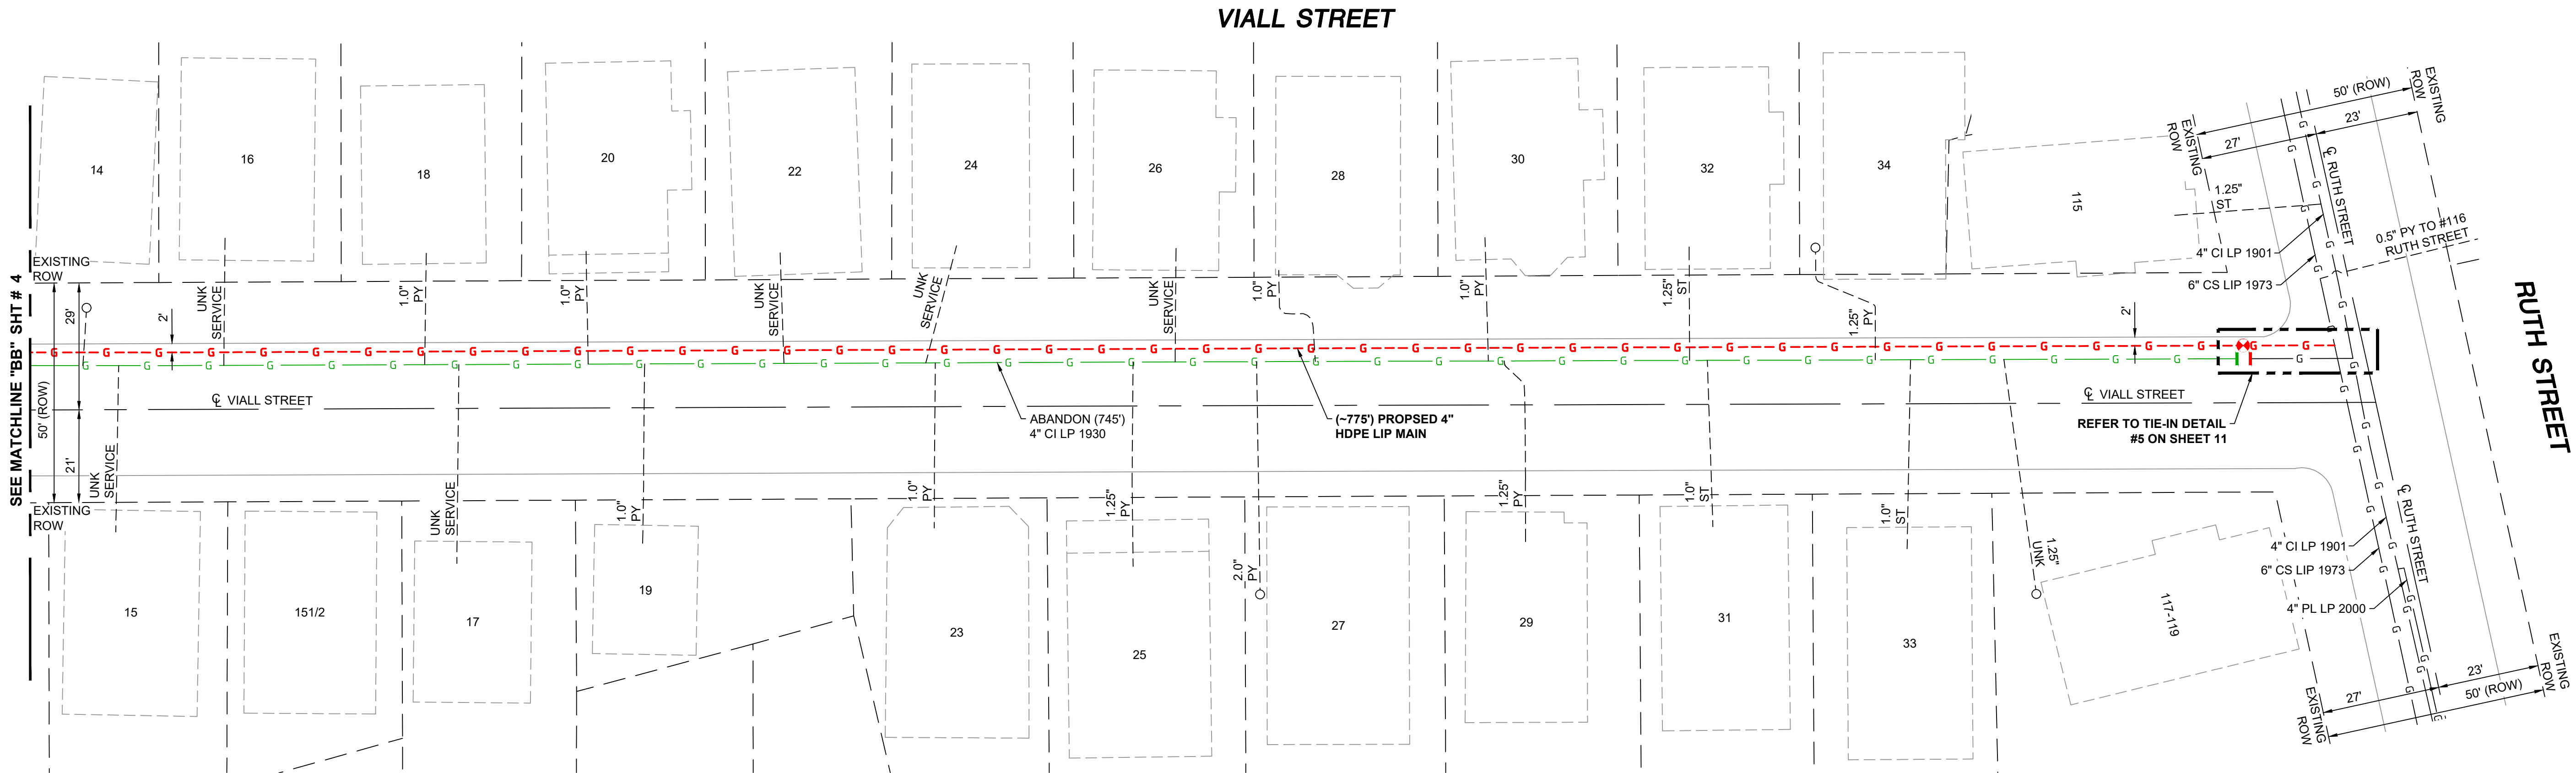 VIALL STREET
14
16
18
20
22
24
26
28
30
32
34
115
EXISTING
ROW
50' (ROW)
EXISTING
ROW
27'
23'
℄ RUTH STREET
1.25"
ST
4" CI LP 1901
6" CS LIP 1973
0.5" PY TO #116
RUTH STREET
RUTH STREET
SEE MATCHLINE "BB" SHT # 4
EXISTING
ROW
29'
2'
50' (ROW)
21'
UNK
SERVICE
1.0"
PY
1.0"
PY
UNK
SERVICE
UNK
SERVICE
UNK
SERVICE
1.0"
PY
1.0"
PY
1.25"
ST
1.25"
PY
2'
G G G G G G G G G G G G G G G G G G G G G G G G G G G G G G G G G G G G G G G G G G G G
G G G G G G G G G G G G G G G G G G G G G G G G G G G G G G G G G G G
G
℄ VIALL STREET
℄ VIALL STREET
ABANDON (745')
4" CI LP 1930
(~775') PROPSED 4"
HDPE LIP MAIN
REFER TO TIE-IN DETAIL
#5 ON SHEET 11
EXISTING
ROW
UNK
SERVICE
UNK
SERVICE
1.0"
PY
1.0"
PY
1.25"
PY
2.0"
PY
1.25"
PY
1.0"
ST
1.0"
ST
1.25"
UNK
℄ RUTH STREET
4" CI LP 1901
6" CS LIP 1973
4" PL LP 2000
15
151/2
17
19
23
25
27
29
31
33
117-119
EXISTING
ROW
27'
23'
50' (ROW)
EXISTING
ROW